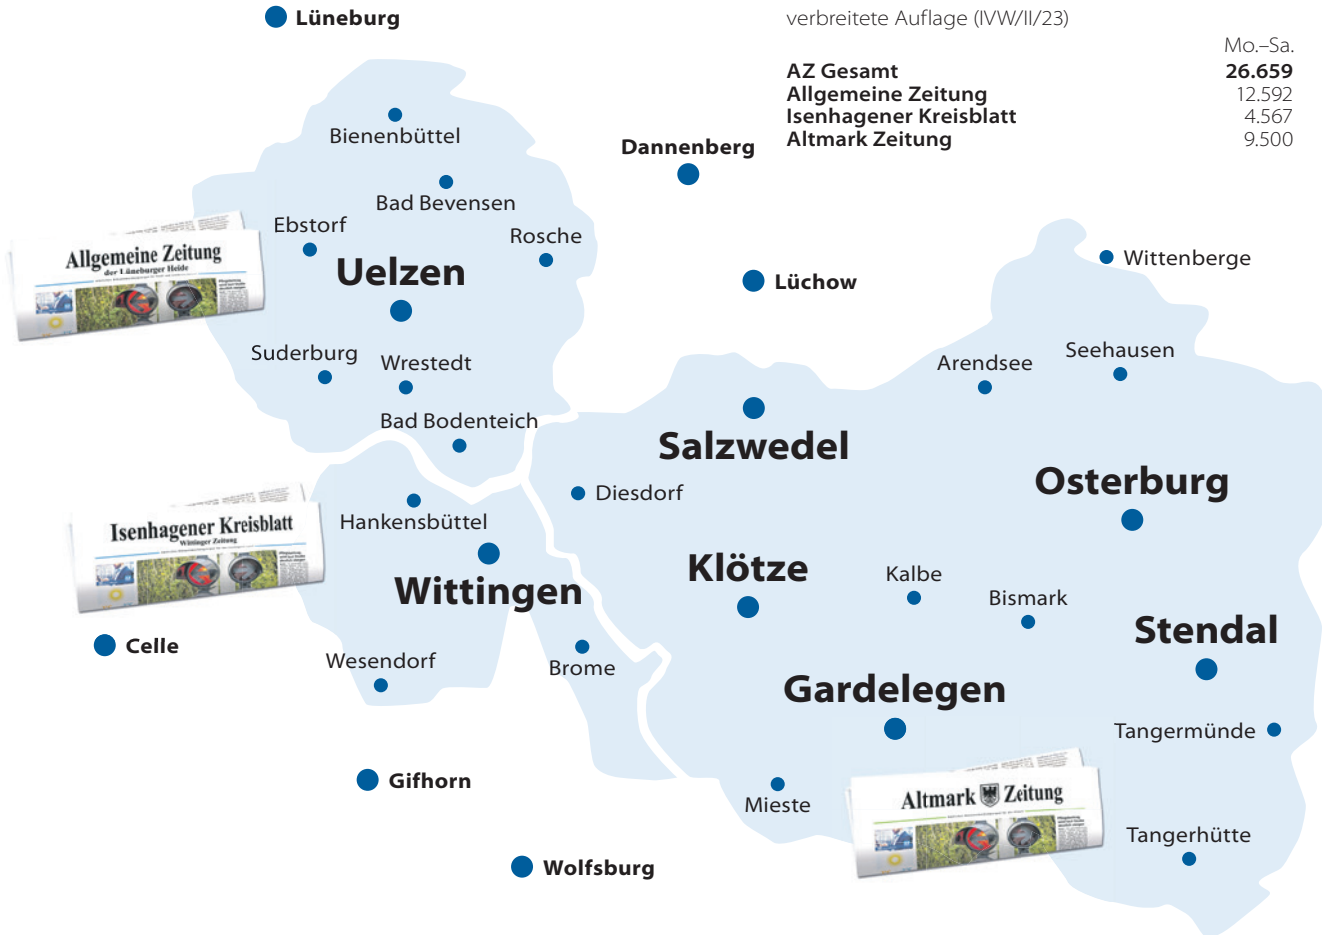 Lüneburg
verbreitete Auflage (IVW/II/23)
Mo.–Sa.
AZ Gesamt 26.659
Allgemeine Zeitung 12.592
Isenhagener Kreisblatt 4.567
Altmark Zeitung 9.500
Bienenbüttel
Dannenberg
Bad Bevensen
Ebstorf
Rosche
Allgemeine Zeitung
der Lüneburger Heide
Uelzen
Wittenberge
Lüchow
Suderburg
Wrestedt
Arendsee
Seehausen
Bad Bodenteich
Salzwedel
Osterburg
Diesdorf
Isenhagener Kreisblatt
Wittinger Zeitung
Hankensbüttel
Klötze
Wittingen
Kalbe
Bismark
Stendal
Celle
Wesendorf
Brome
Gardelegen
Tangermünde
Gifhorn
Mieste
Altmark Zeitung
Tangerhütte
Wolfsburg